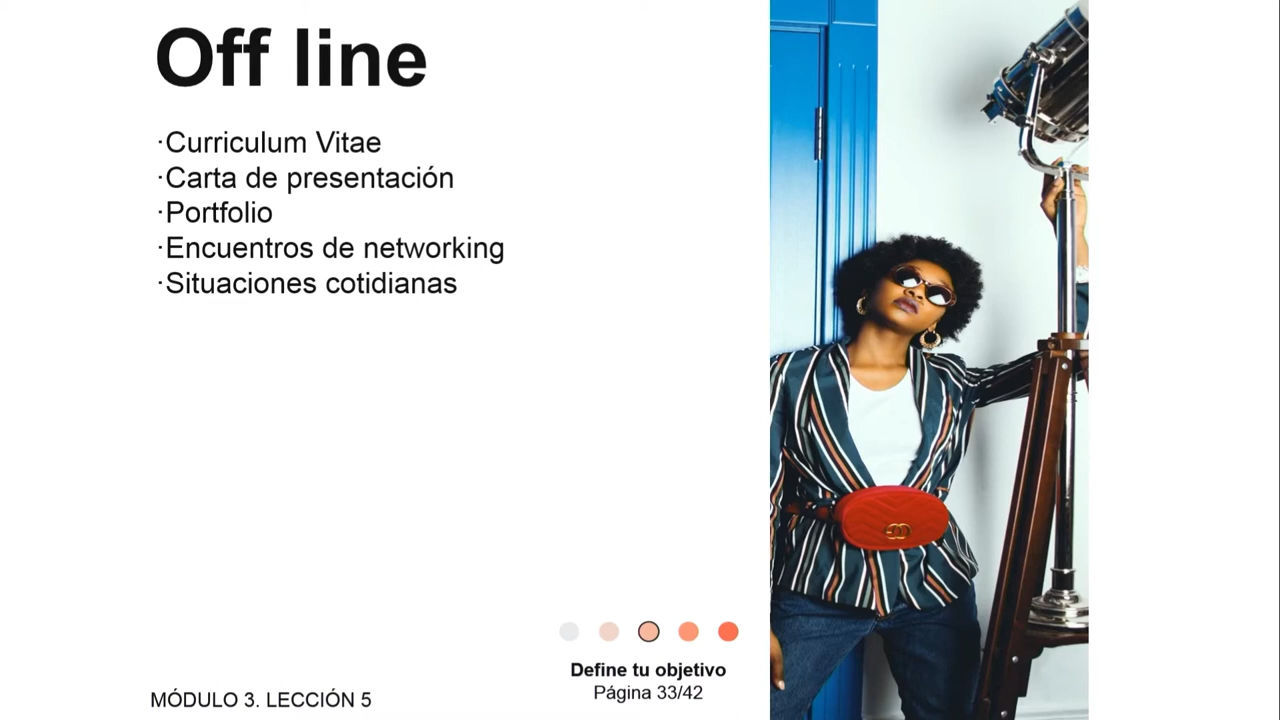 Off line
·Curriculum Vitae
·Carta de presentación
·Portfolio
·Encuentros de networking
·Situaciones cotidianas
Define tu objetivo
Página 33/42
MÓDULO 3. LECCIÓN 5